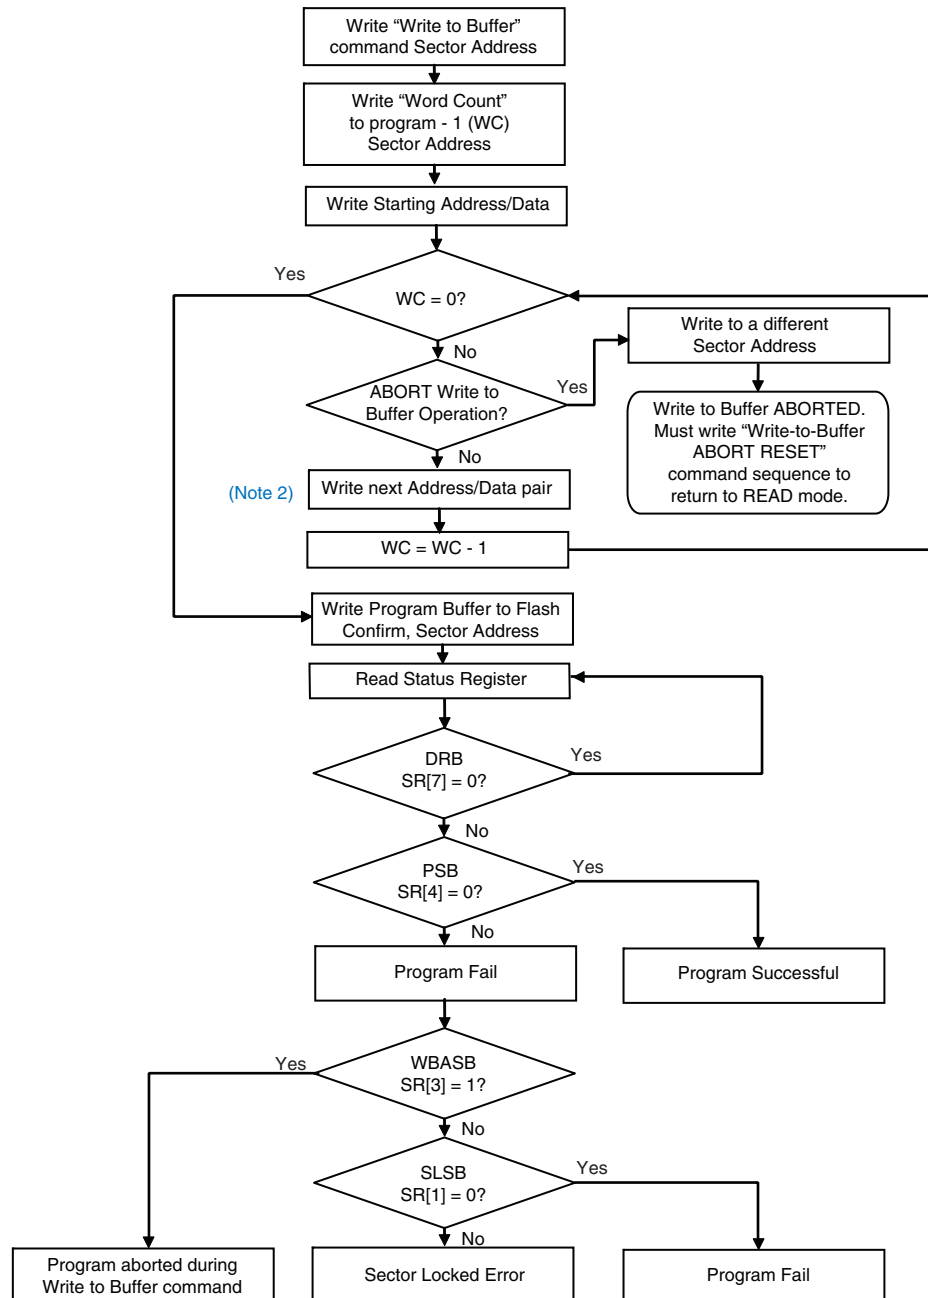 Write “Write to Buffer”
command Sector Address
Write “Word Count”
to program - 1 (WC)
Sector Address
Write Starting Address/Data
Yes
WC = 0?
No
Write to a different
Sector Address
ABORT Write to
Buffer Operation?
Yes
Write to Buffer ABORTED.
Must write “Write-to-Buffer
ABORT RESET”
command sequence to
return to READ mode.
No
(Note 2)
Write next Address/Data pair
WC = WC - 1
Write Program Buffer to Flash
Confirm, Sector Address
Read Status Register
DRB
SR[7] = 0?
Yes
No
PSB
SR[4] = 0?
Yes
No
Program Fail
Program Successful
Yes
WBASB
SR[3] = 1?
No
SLSB
SR[1] = 0?
Yes
No
Program aborted during
Write to Buffer command
Sector Locked Error
Program Fail